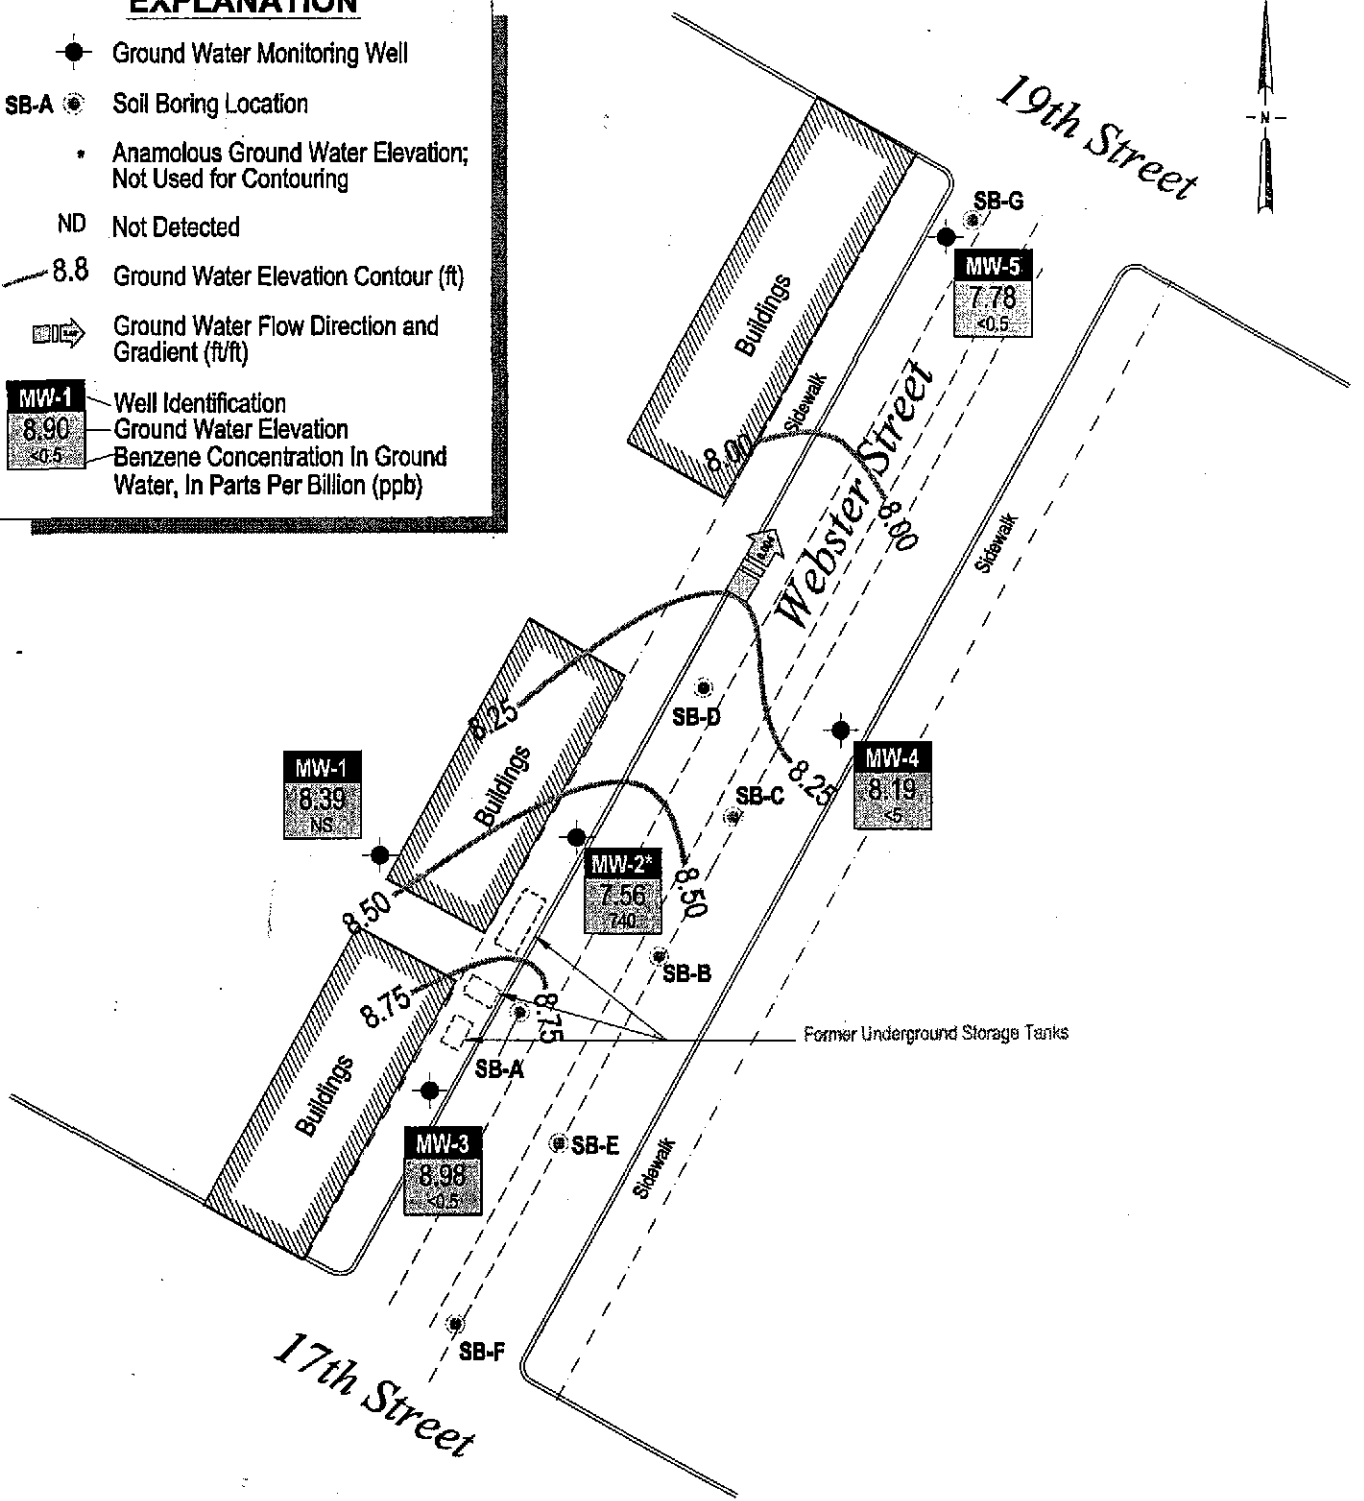 EXPLANATION
Ground Water Monitoring Well
SB-A Soil Boring Location
* Anamolous Ground Water Elevation;
Not Used for Contouring
ND Not Detected
8.8 Ground Water Elevation Contour (ft)
Ground Water Flow Direction and
Gradient (ft/ft)
MW-1
8.90
<0.5
Well Identification
Ground Water Elevation
Benzene Concentration In Ground
Water, In Parts Per Billion (ppb)
N
19th Street
SB-G
MW-5
7.78
<0.5
Buildings
Sidewalk
Webster Street
8.00
8.00
Sidewalk
SB-D
8.25
8.25
Buildings
MW-1
8.39
NS
MW-4
8.19
<5
SB-C
MW-2*
7.56
740
8.50
8.50
SB-B
8.75
8.75
Former Underground Storage Tanks
SB-A
Buildings
MW-3
8.98
<0.5
SB-E
Sidewalk
SB-F
17th Street